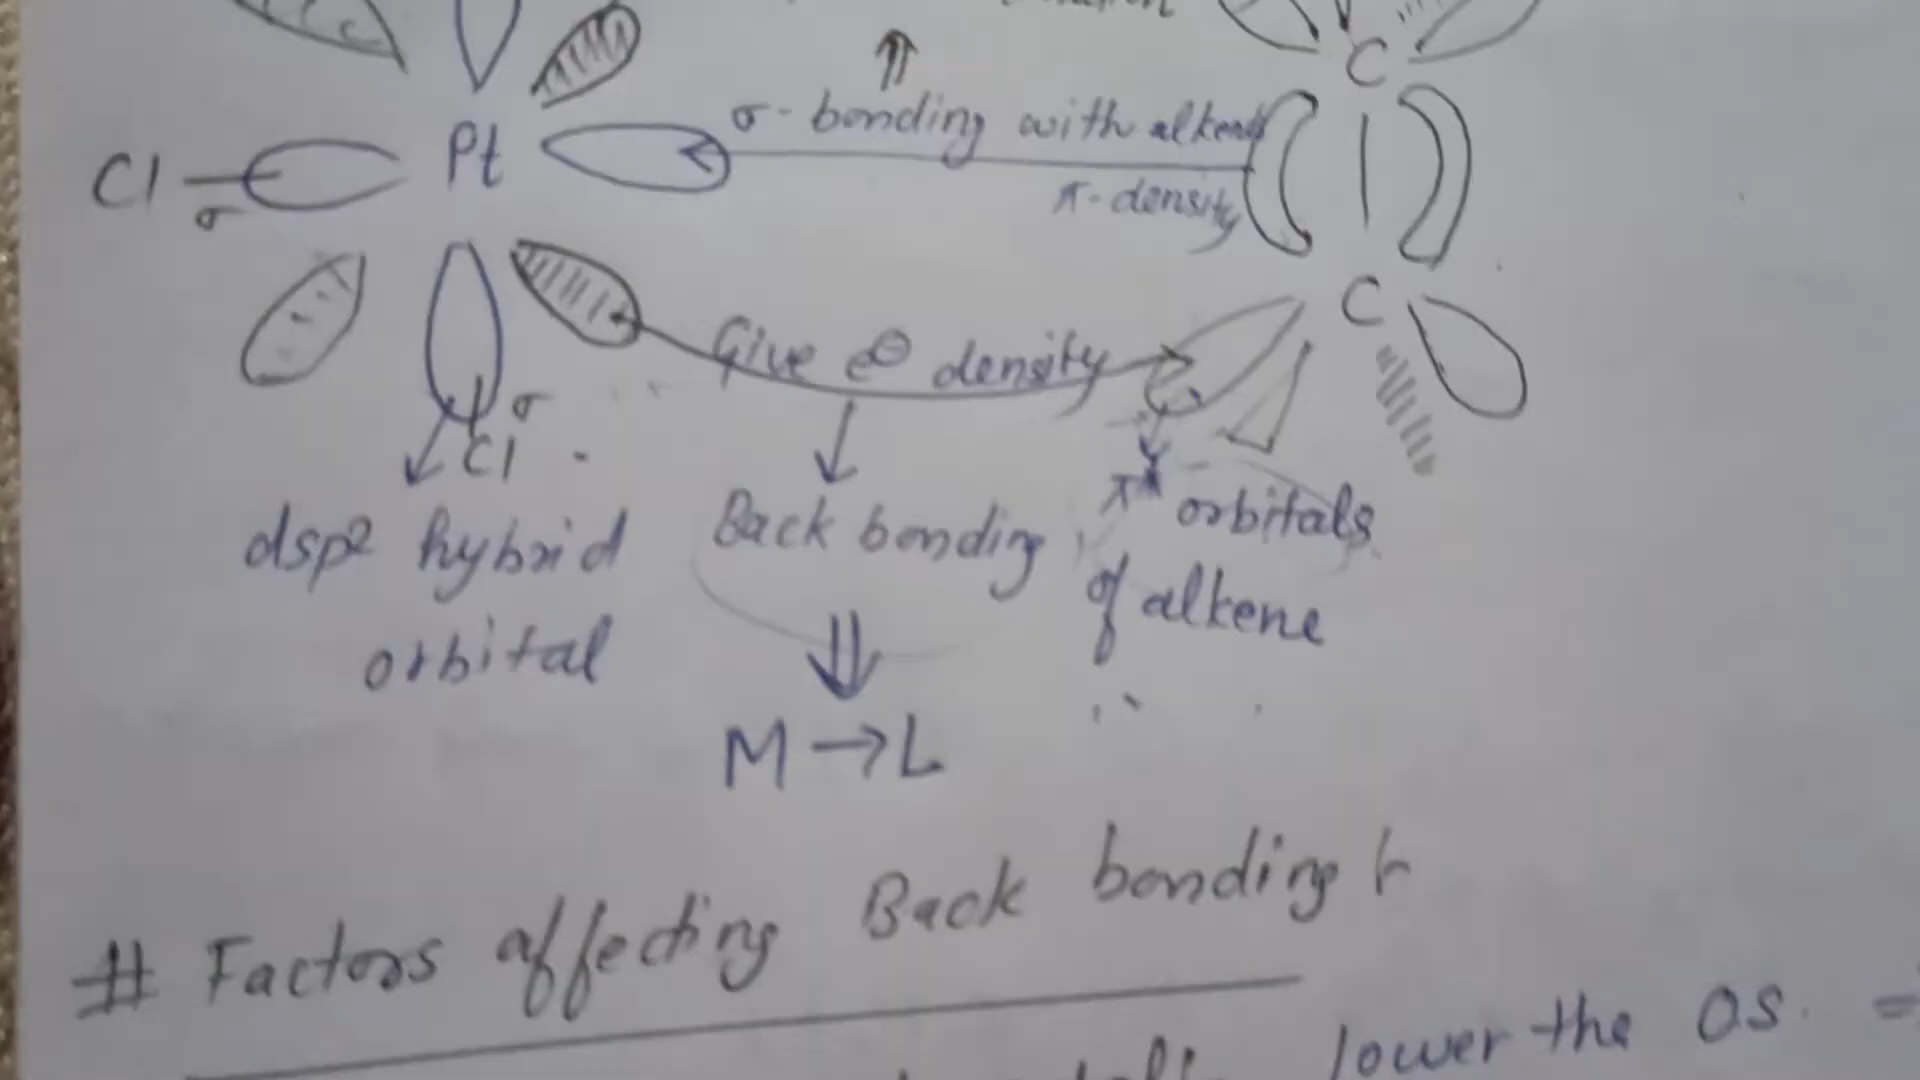 C
σ- bonding with alkene
Pt
Cl
σ
π-density
C
Give e⊖ density
σ
Cl
π* orbitals
of alkene
dsp2 hybrid
orbital
Back bonding
M → L
# Factors affecting Back bonding
lower the OS. =